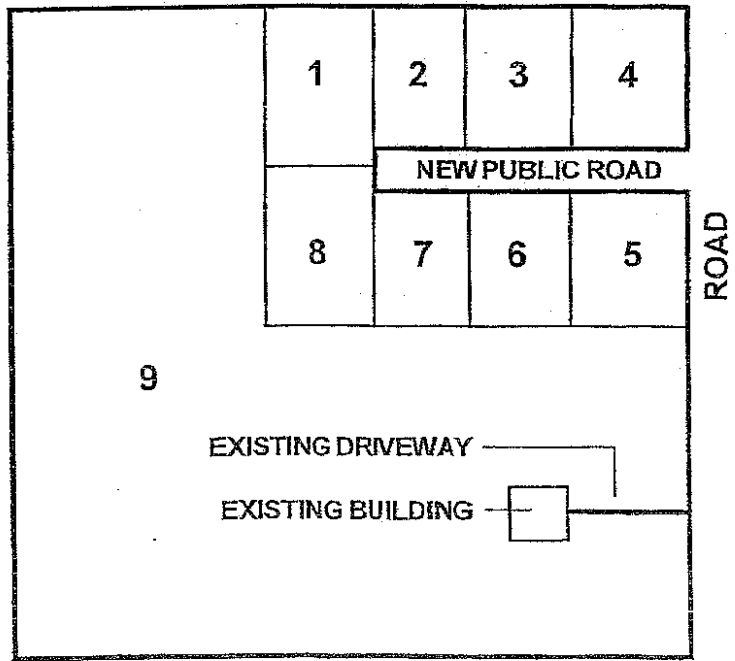 1 2 3 4
NEW PUBLIC ROAD
ROAD
8 7 6 5
9
EXISTING DRIVEWAY
EXISTING BUILDING